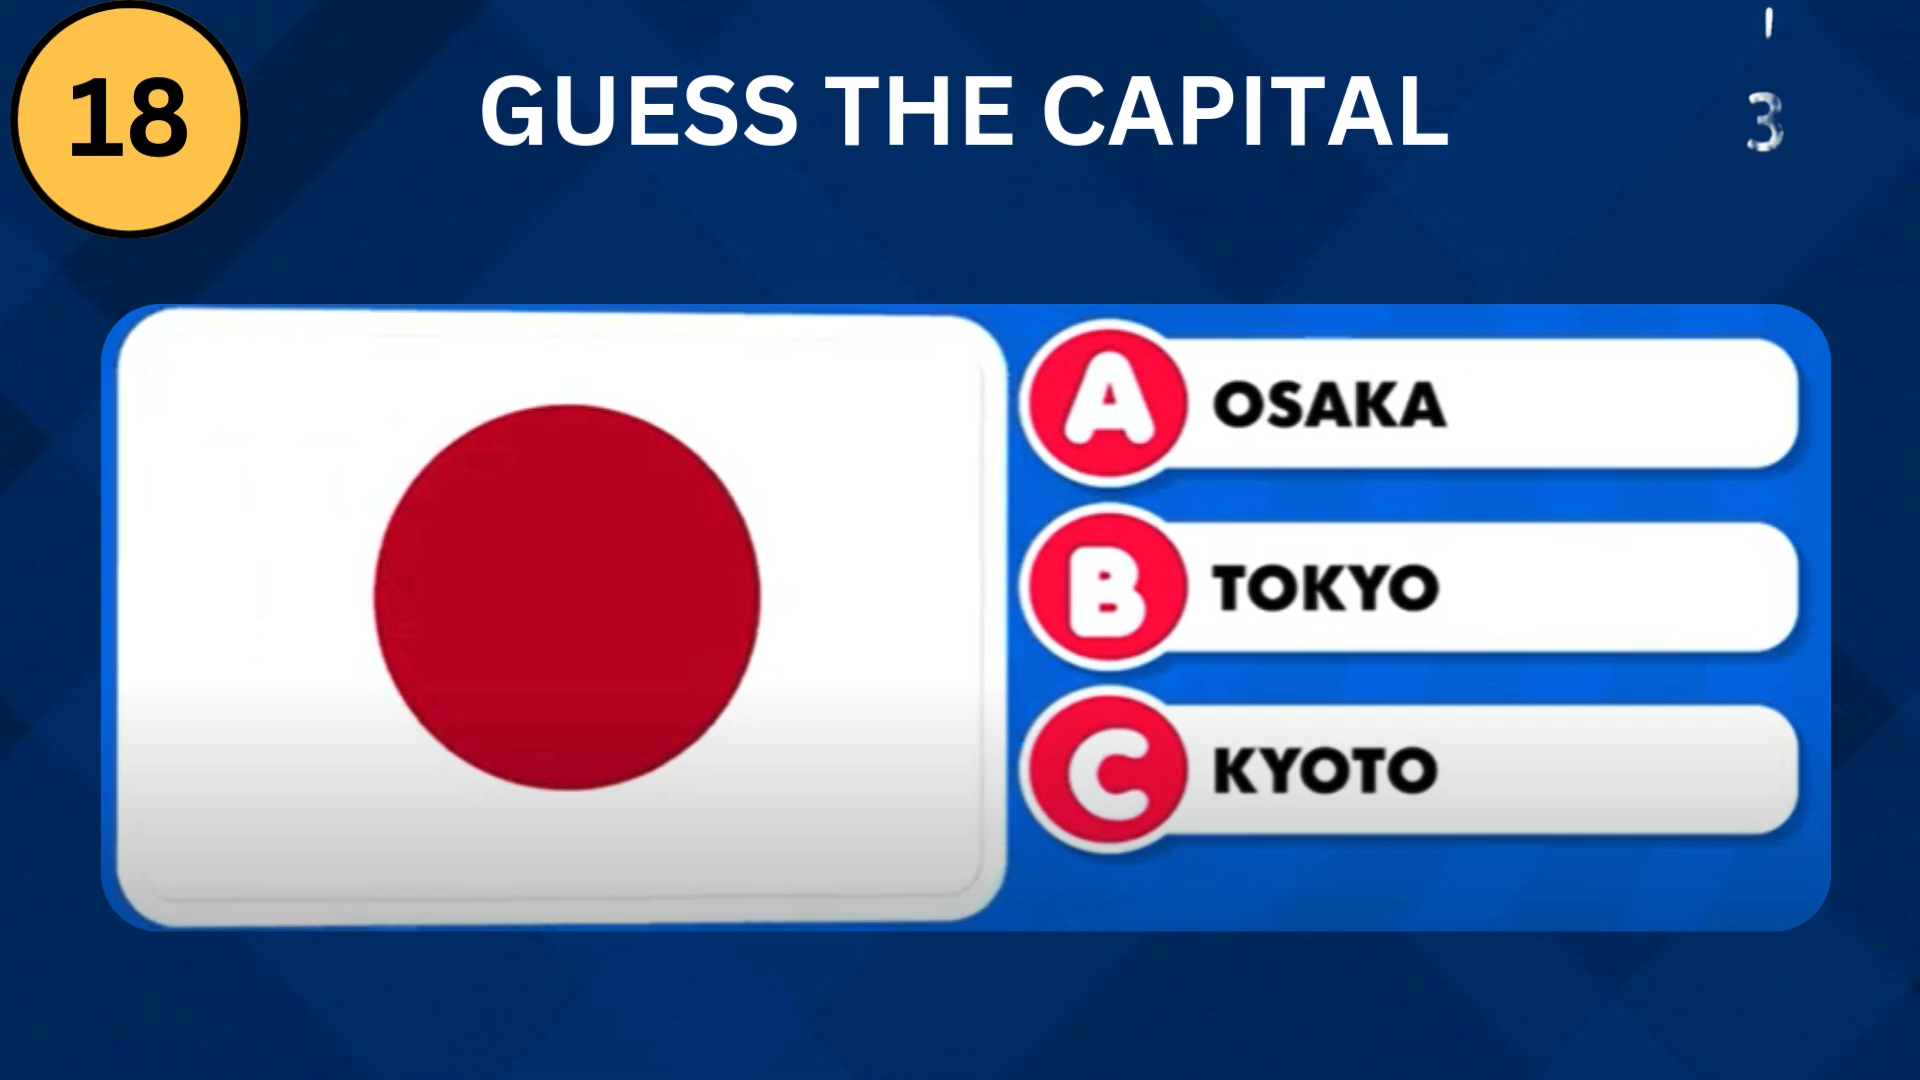 18
GUESS THE CAPITAL
3
A OSAKA
B TOKYO
C KYOTO